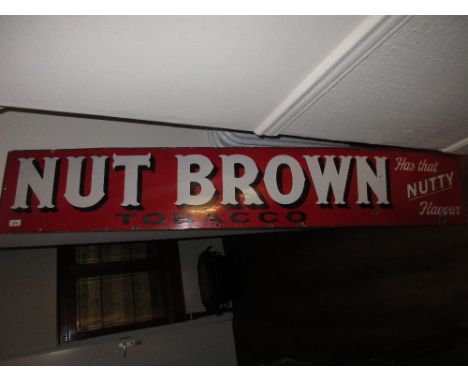 NUT BROWN
TOBACCO
Has that
NUTTY
Flavour